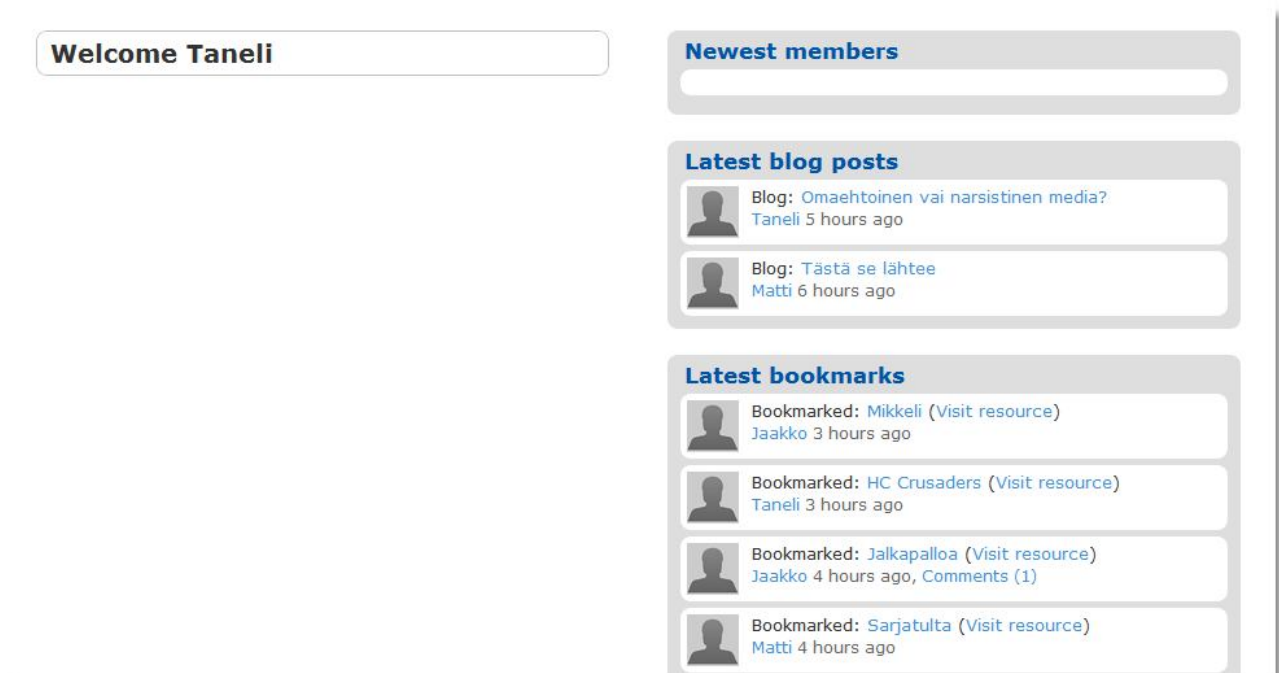 Welcome Taneli
Newest members
Latest blog posts
Blog: Omaehtoinen vai narsistinen media?
Taneli 5 hours ago
Blog: Tästä se lähtee
Matti 6 hours ago
Latest bookmarks
Bookmarked: Mikkeli (Visit resource)
Jaakko 3 hours ago
Bookmarked: HC Crusaders (Visit resource)
Taneli 3 hours ago
Bookmarked: Jalkapalloa (Visit resource)
Jaakko 4 hours ago, Comments (1)
Bookmarked: Sarjatulta (Visit resource)
Matti 4 hours ago